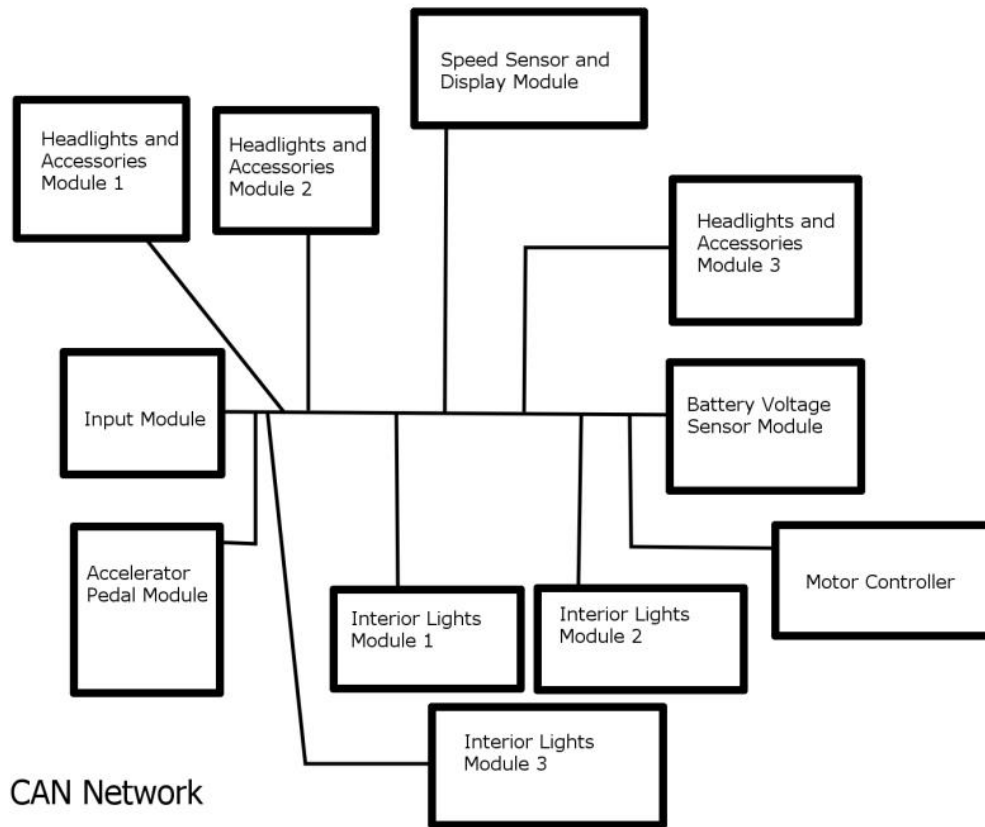 Speed Sensor and
Display Module
Headlights and
Accessories
Module 1
Headlights and
Accessories
Module 2
Headlights and
Accessories
Module 3
Input Module
Battery Voltage
Sensor Module
Accelerator
Pedal Module
Motor Controller
Interior Lights
Module 1
Interior Lights
Module 2
Interior Lights
Module 3
CAN Network